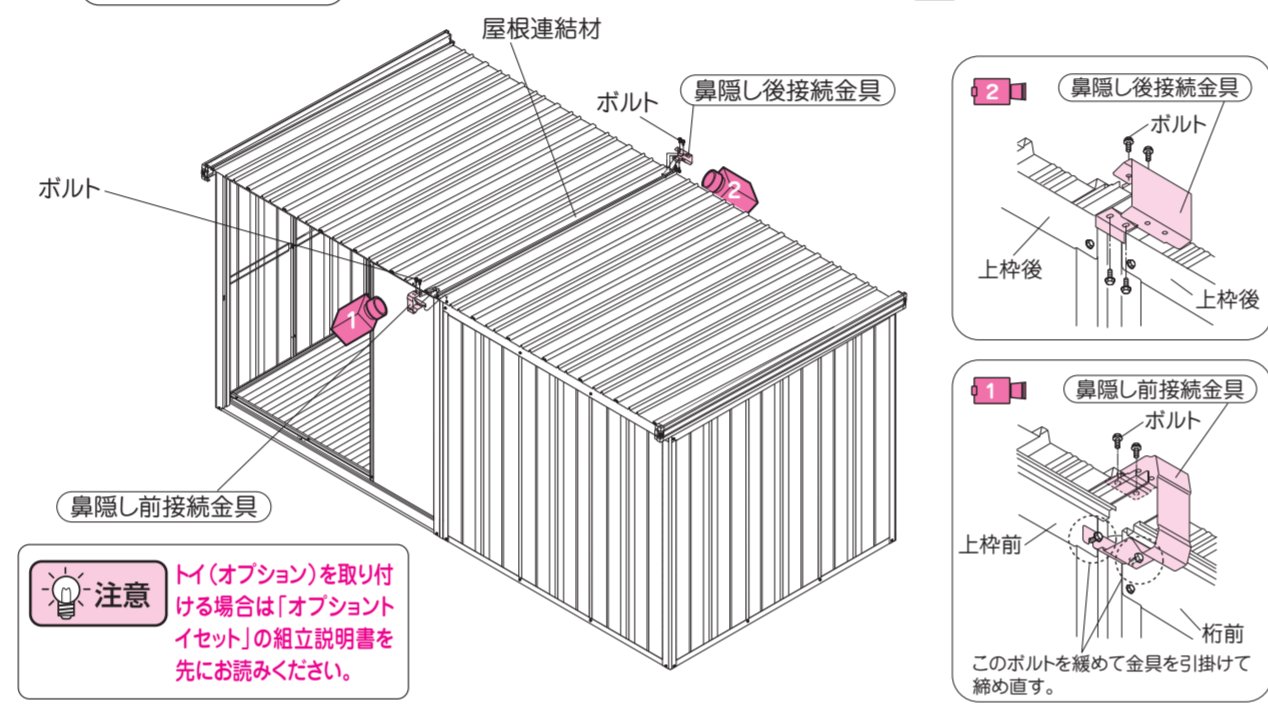 屋根連結材
ボルト
鼻隠し後接続金具
2
ボルト
1
鼻隠し前接続金具
注意
トイ(オプション)を取り付
ける場合は「オプショント
イセット」の組立説明書を
先にお読みください。
2
鼻隠し後接続金具
ボルト
上枠後
上枠後
1
鼻隠し前接続金具
ボルト
上枠前
桁前
このボルトを緩めて金具を引掛けて
締め直す。